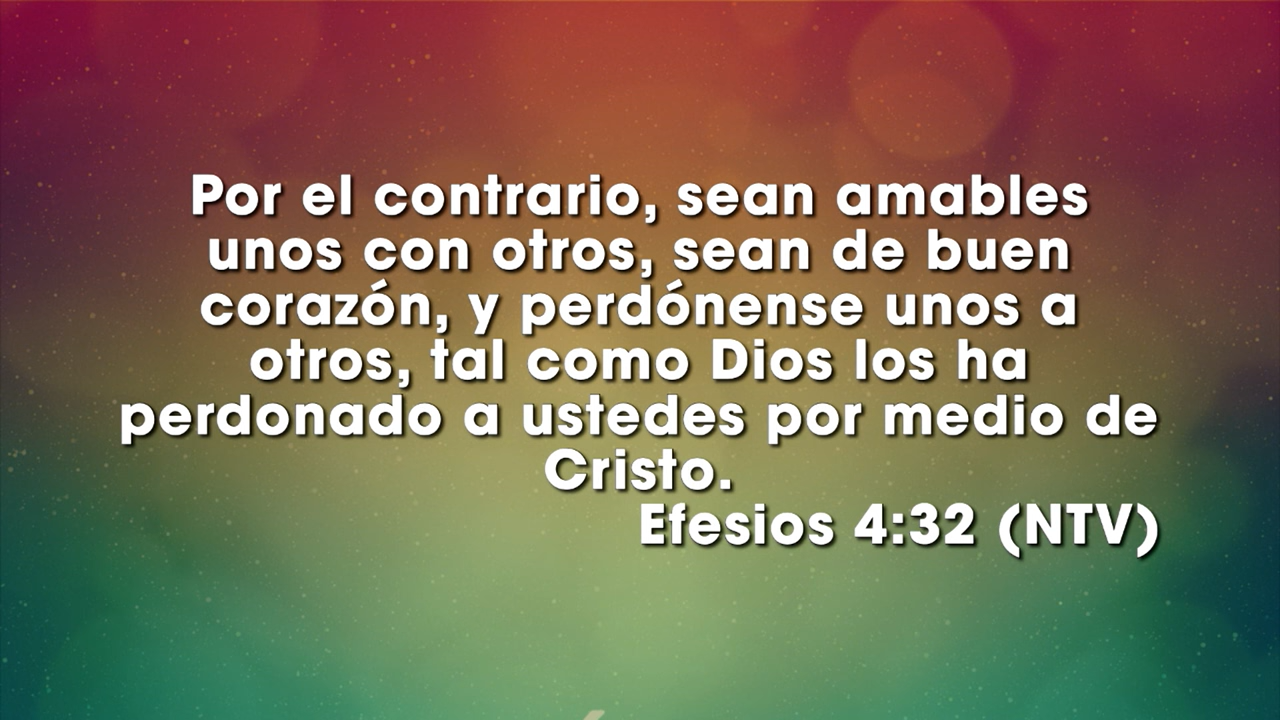 Por el contrario, sean amables
unos con otros, sean de buen
corazón, y perdónense unos a
otros, tal como Dios los ha
perdonado a ustedes por medio de
Cristo.
Efesios 4:32 (NTV)